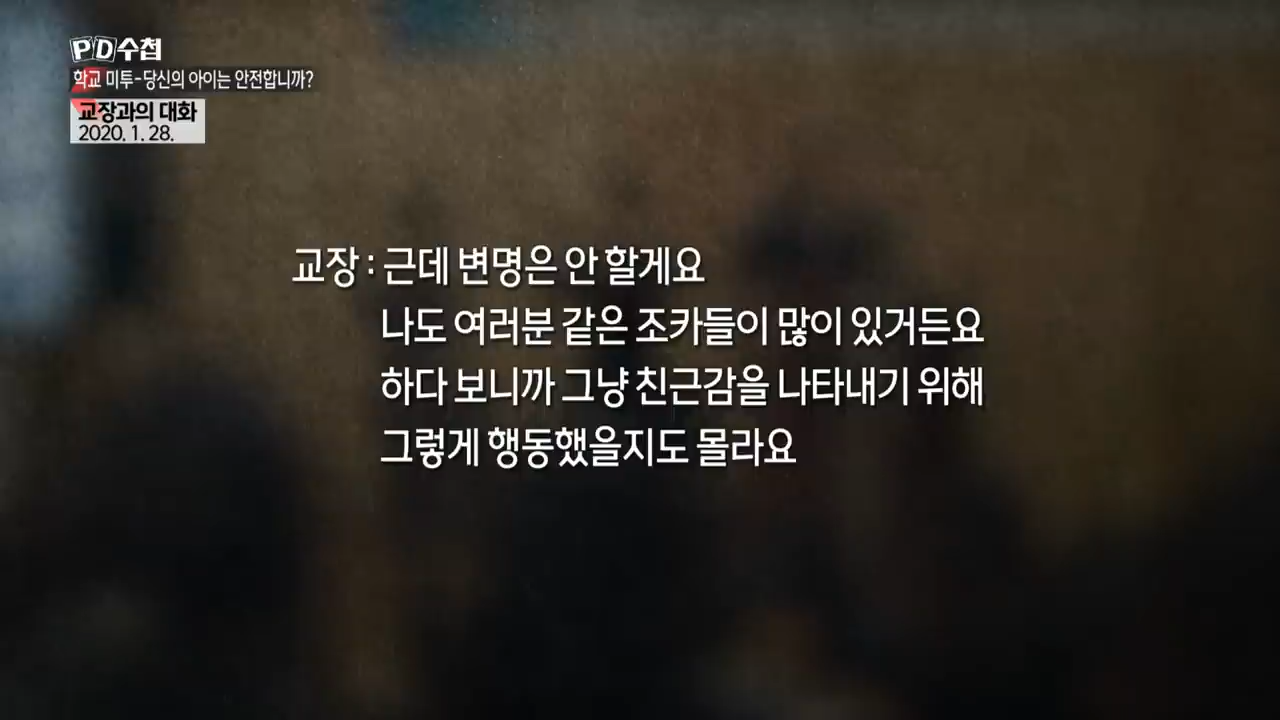 PD수첩
학교 미투-당신의 아이는 안전합니까?
교장과의 대화
2020. 1. 28.
교장 : 근데 변명은 안 할게요
나도 여러분 같은 조카들이 많이 있거든요
하다 보니까 그냥 친근감을 나타내기 위해
그렇게 행동했을지도 몰라요